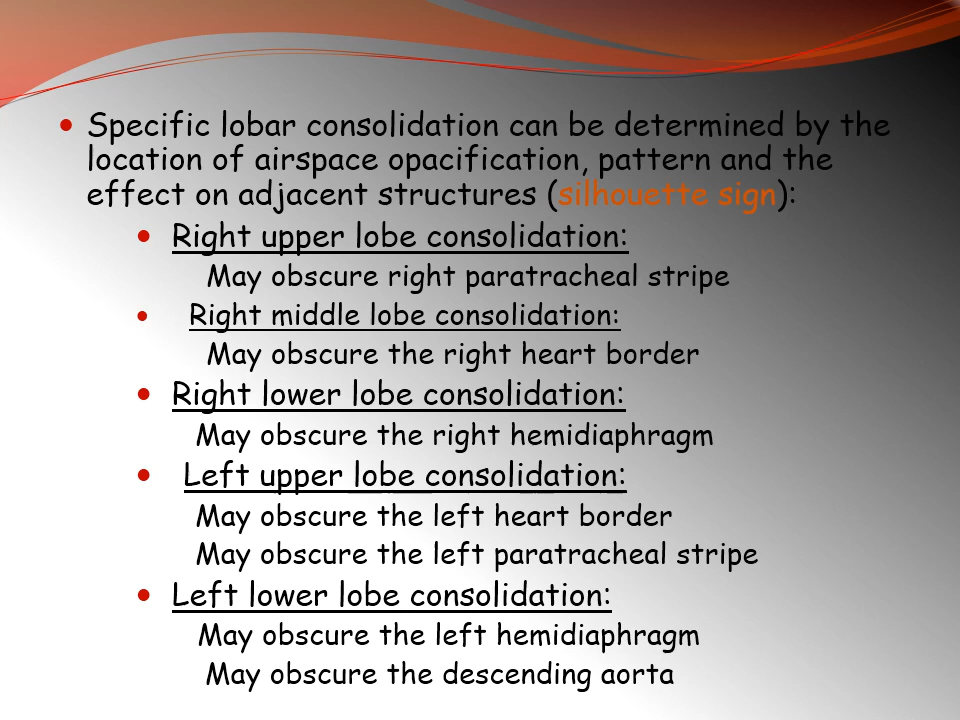 Specific lobar consolidation can be determined by the
location of airspace opacification, pattern and the
effect on adjacent structures (silhouette sign):
Right upper lobe consolidation:
May obscure right paratracheal stripe
Right middle lobe consolidation:
May obscure the right heart border
Right lower lobe consolidation:
May obscure the right hemidiaphragm
Left upper lobe consolidation:
May obscure the left heart border
May obscure the left paratracheal stripe
Left lower lobe consolidation:
May obscure the left hemidiaphragm
May obscure the descending aorta